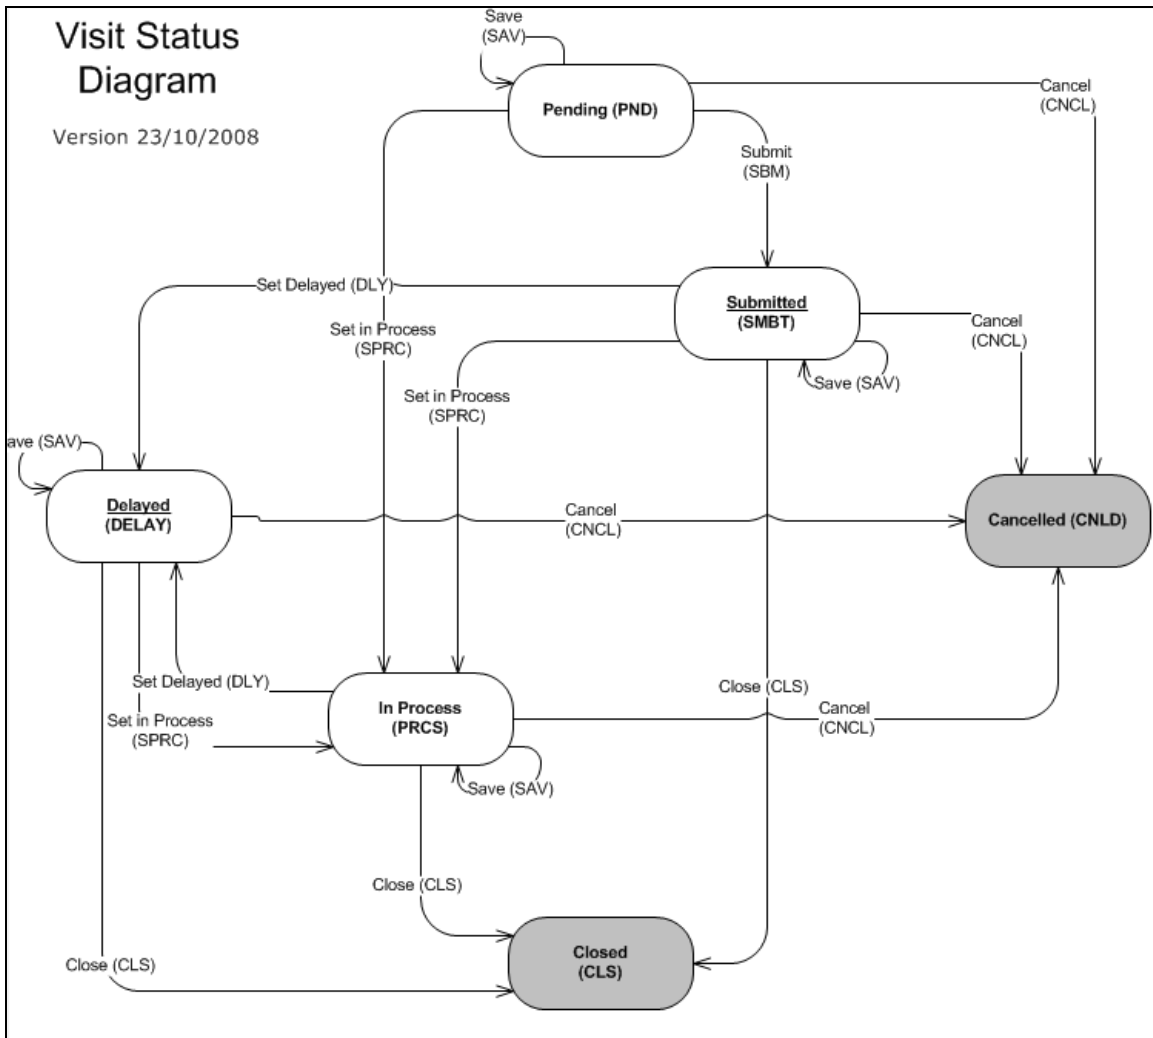 Visit Status
Diagram
Version 23/10/2008
Save
(SAV)
Pending (PND)
Cancel
(CNCL)
Submit
(SBM)
Set Delayed (DLY)
Submitted
(SMBT)
Cancel
(CNCL)
Set in Process
(SPRC)
Save (SAV)
Set in Process
(SPRC)
ave (SAV)
Delayed
(DELAY)
Cancel
(CNCL)
Cancelled (CNLD)
Set Delayed (DLY)
In Process
(PRCS)
Close (CLS)
Set in Process
(SPRC)
Cancel
(CNCL)
Save (SAV)
Close (CLS)
Closed
(CLS)
Close (CLS)